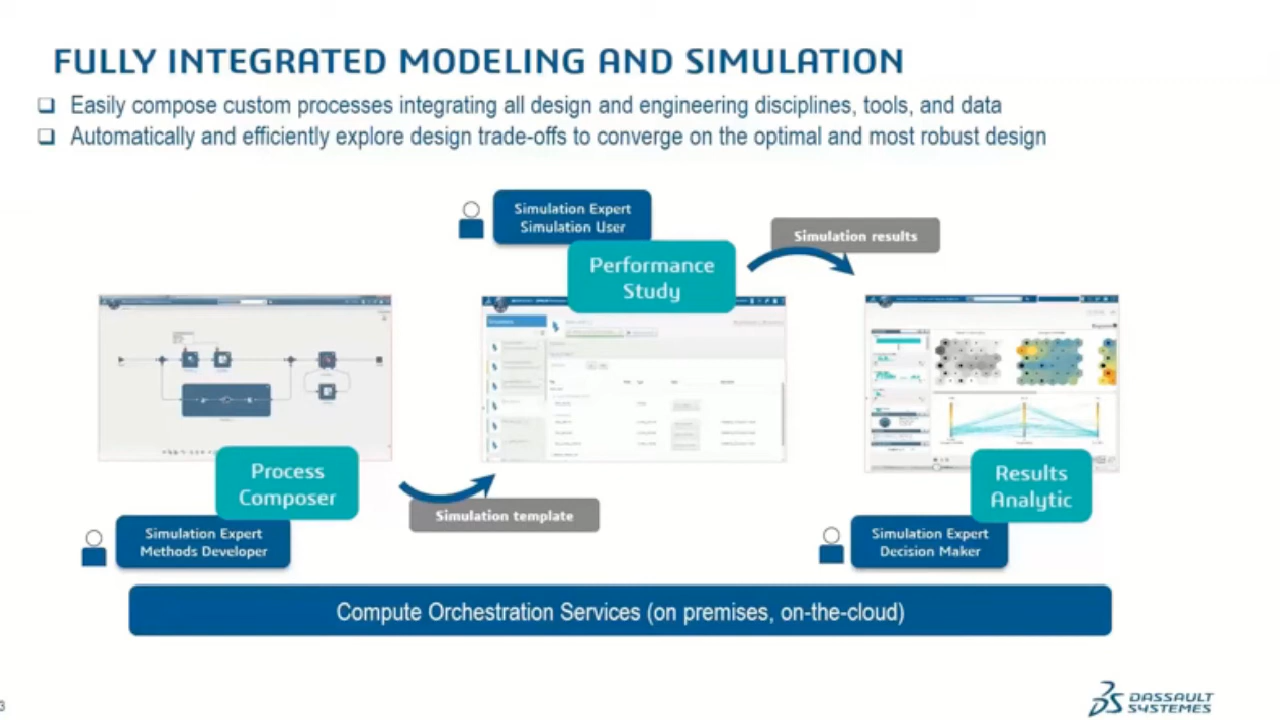 FULLY INTEGRATED MODELING AND SIMULATION
❑ Easily compose custom processes integrating all design and engineering disciplines, tools, and data
❑ Automatically and efficiently explore design trade-offs to converge on the optimal and most robust design
Simulation Expert
Simulation User
Performance
Study
Simulation results
Process
Composer
Simulation template
Simulation Expert
Methods Developer
Results
Analytic
Simulation Expert
Decision Maker
Compute Orchestration Services (on premises, on-the-cloud)
3
DASSAULT
SYSTEMES